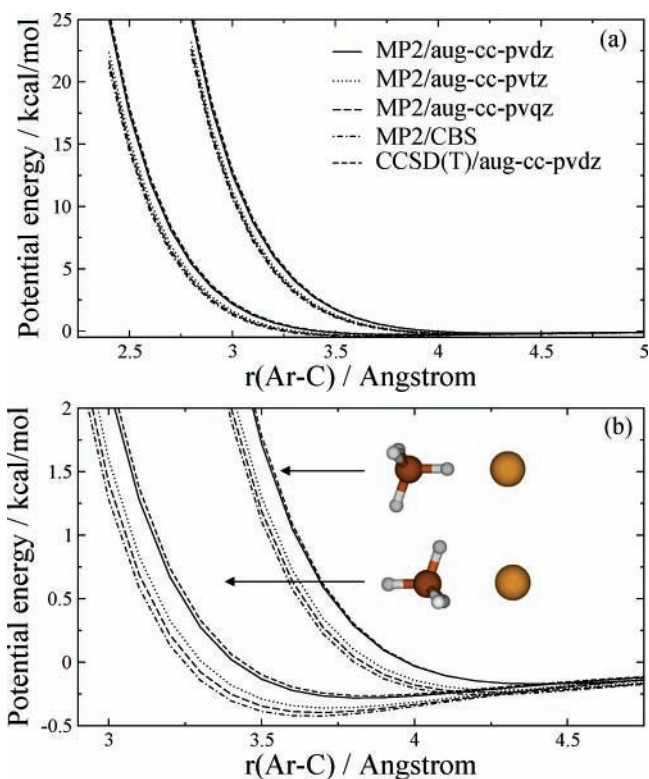 25
20
15
10
5
0
Potential energy / kcal/mol
(a)
MP2/aug-cc-pvdz
MP2/aug-cc-pvtz
MP2/aug-cc-pvqz
MP2/CBS
CCSD(T)/aug-cc-pvdz
2.5 3 3.5 4 4.5 5
r(Ar-C) / Angstrom
2
1.5
1
0.5
0
-0.5
Potential energy / kcal/mol
(b)
3 3.5 4 4.5
r(Ar-C) / Angstrom